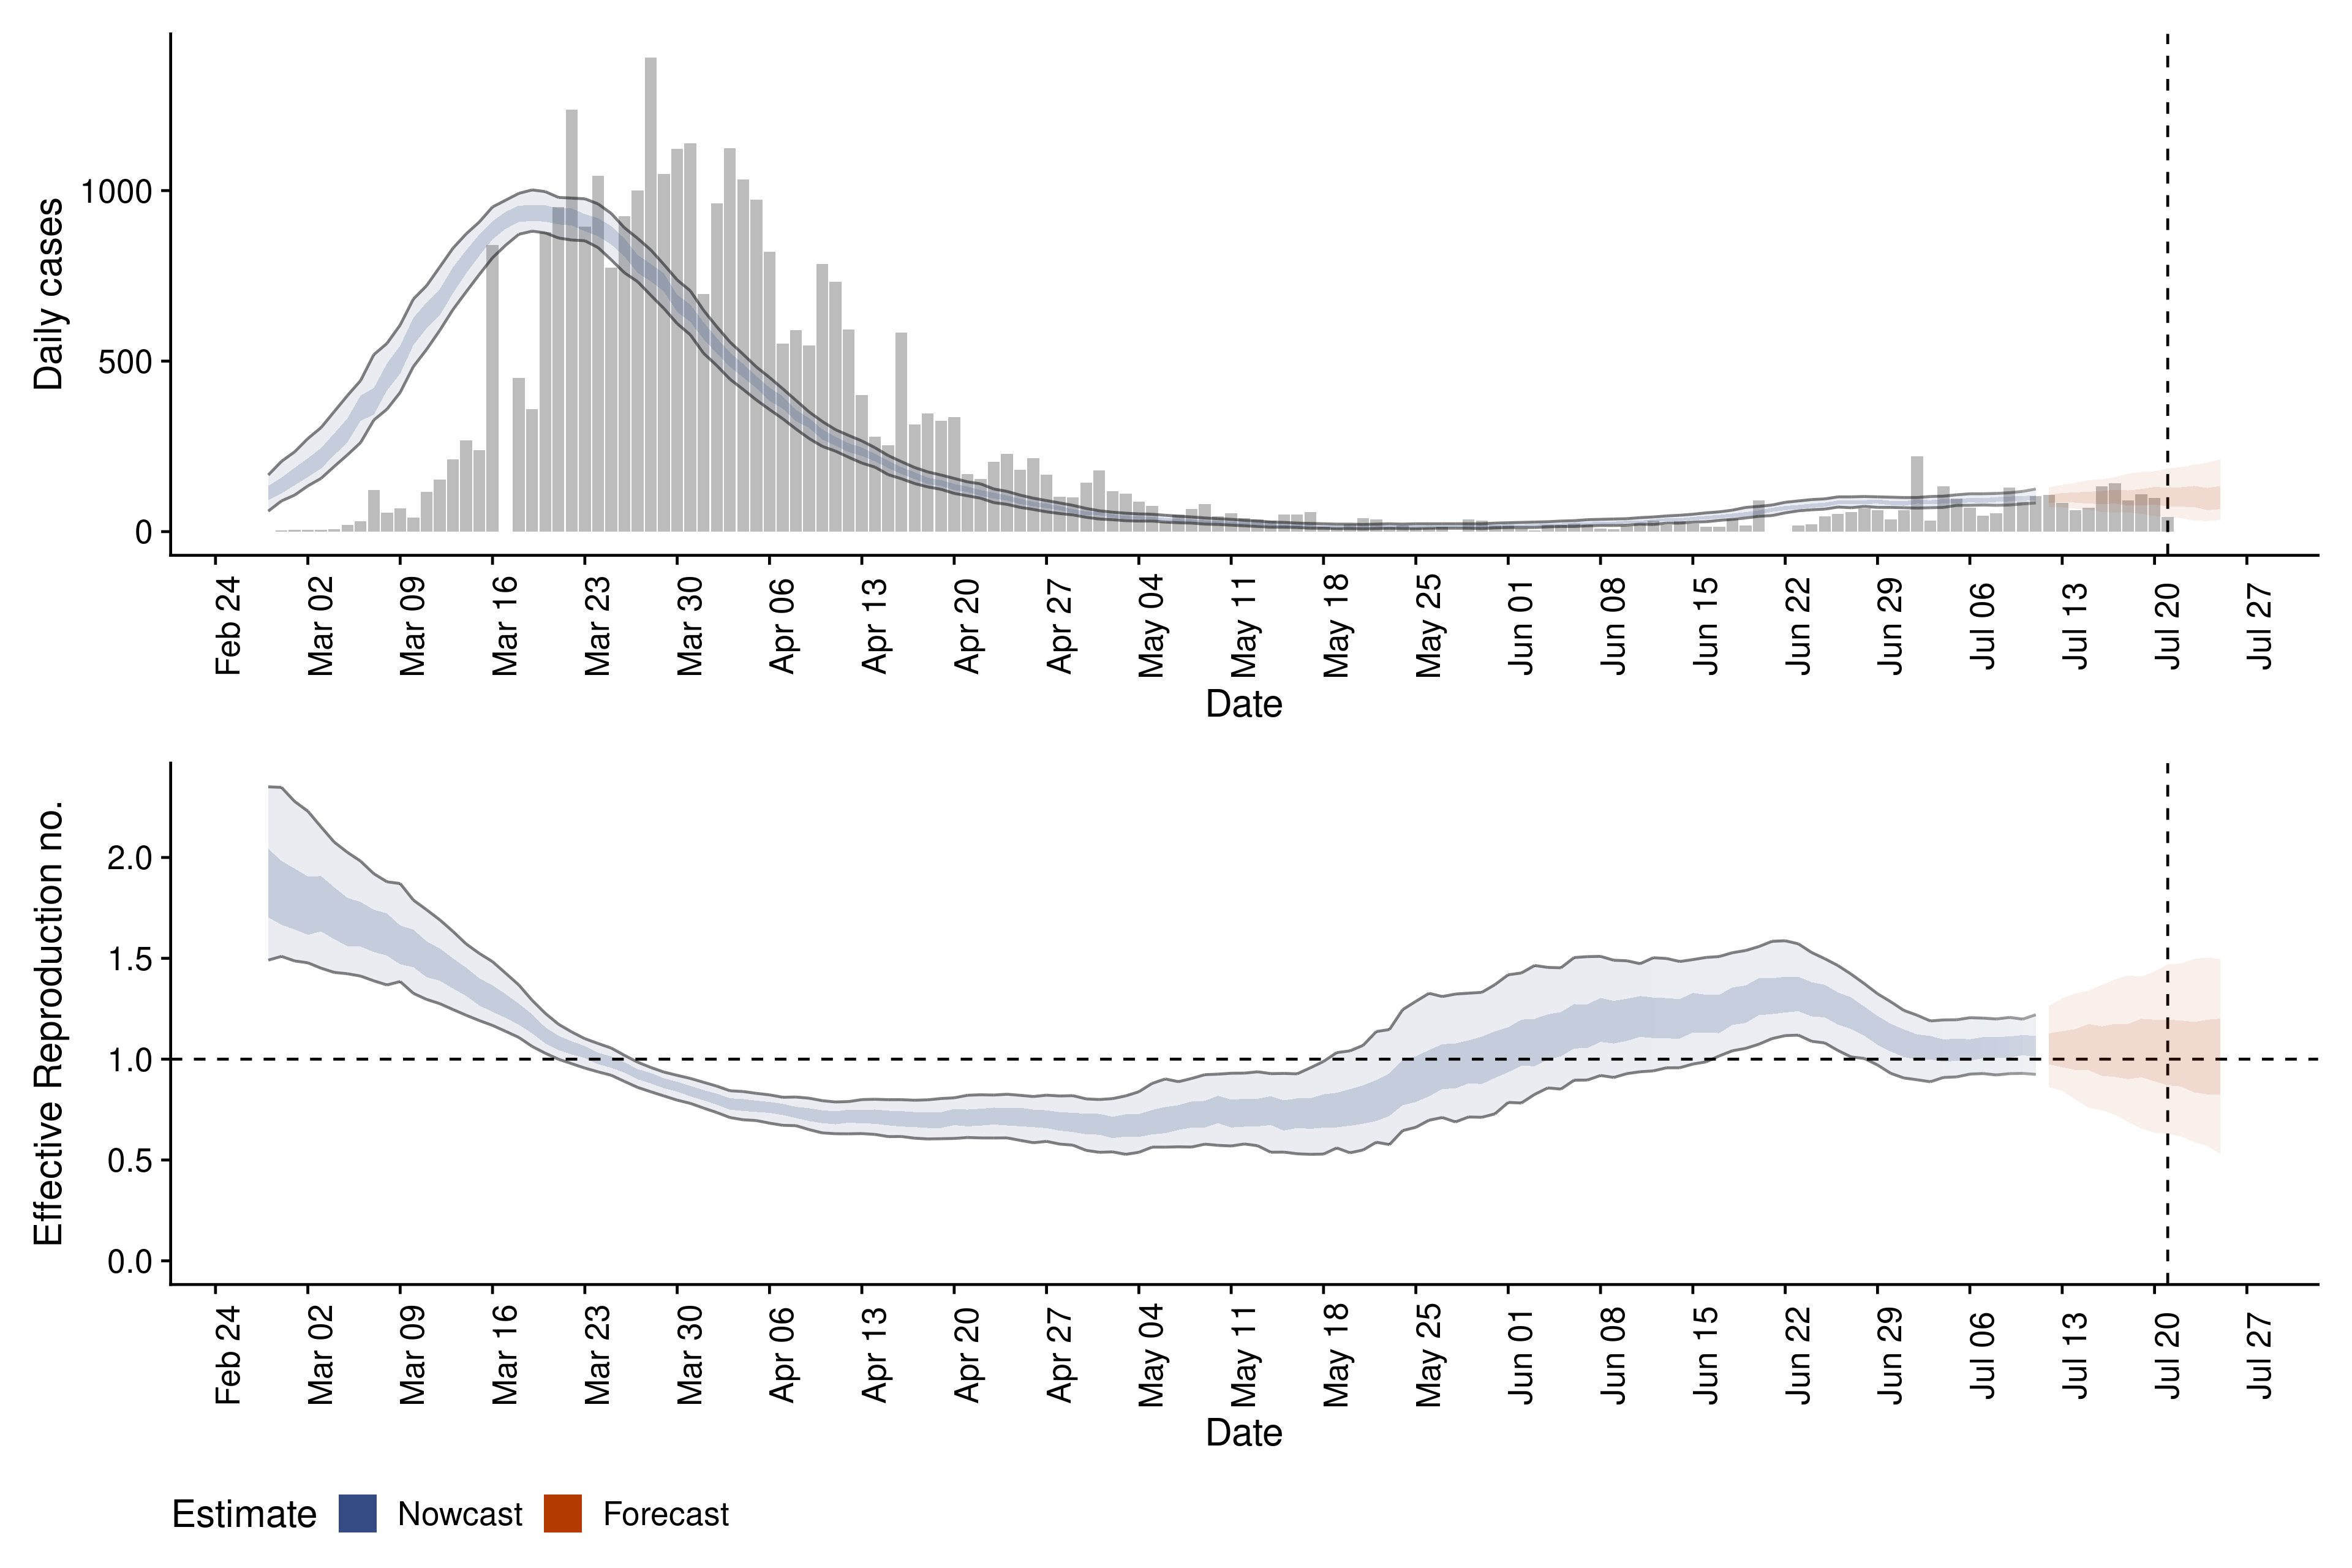 Daily cases
1000
500
0
Feb 24
Mar 02
Mar 09
Mar 16
Mar 23
Mar 30
Apr 06
Apr 13
Apr 20
Apr 27
May 04
May 11
May 18
May 25
Jun 01
Jun 08
Jun 15
Jun 22
Jun 29
Jul 06
Jul 13
Jul 20
Jul 27
Date
Effective Reproduction no.
2.0
1.5
1.0
0.5
0.0
Feb 24
Mar 02
Mar 09
Mar 16
Mar 23
Mar 30
Apr 06
Apr 13
Apr 20
Apr 27
May 04
May 11
May 18
May 25
Jun 01
Jun 08
Jun 15
Jun 22
Jun 29
Jul 06
Jul 13
Jul 20
Jul 27
Date
Estimate Nowcast Forecast